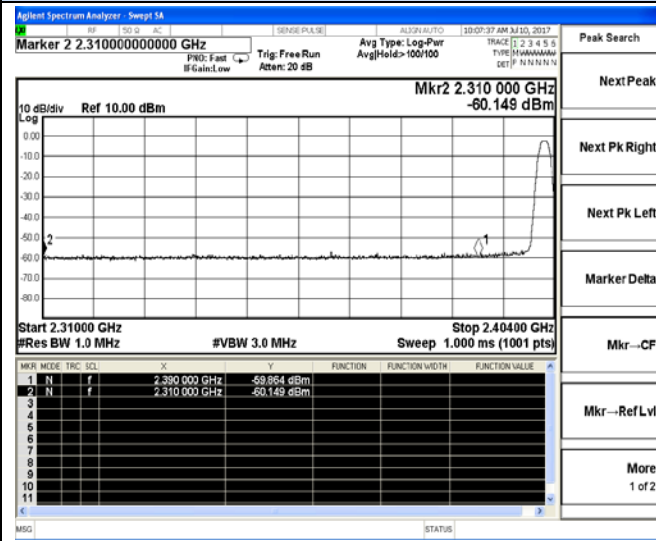 Agilent Spectrum Analyzer - Swept SA
RF 50 Ω AC SENSE:PULSE ALIGN AUTO 10:07:37 AM Jul 10, 2017
Marker 2 2.310000000000 GHz
PNO: Fast
IFGain:Low
Trig: Free Run
Atten: 20 dB
Avg Type: Log-Pwr
Avg|Hold:>100/100
TRACE 1 2 3 4 5 6
TYPE MWWWWW
DET P NNNNN
Mkr2 2.310 000 GHz
-60.149 dBm
10 dB/div Ref 10.00 dBm
Log
0.00
-10.0
-20.0
-30.0
-40.0
-50.0
-60.0
-70.0
-80.0
2
1
Start 2.31000 GHz Stop 2.40400 GHz
#Res BW 1.0 MHz #VBW 3.0 MHz Sweep 1.000 ms (1001 pts)
MKR MODE TRC SCL X Y FUNCTION FUNCTION WIDTH FUNCTION VALUE
1 N f 2.390 000 GHz -59.864 dBm
2 N f 2.310 000 GHz -60.149 dBm
3
4
5
6
7
8
9
10
11
MSG STATUS
Peak Search
Next Peak
Next Pk Right
Next Pk Left
Marker Delta
Mkr→CF
Mkr→Ref Lvl
More
1 of 2